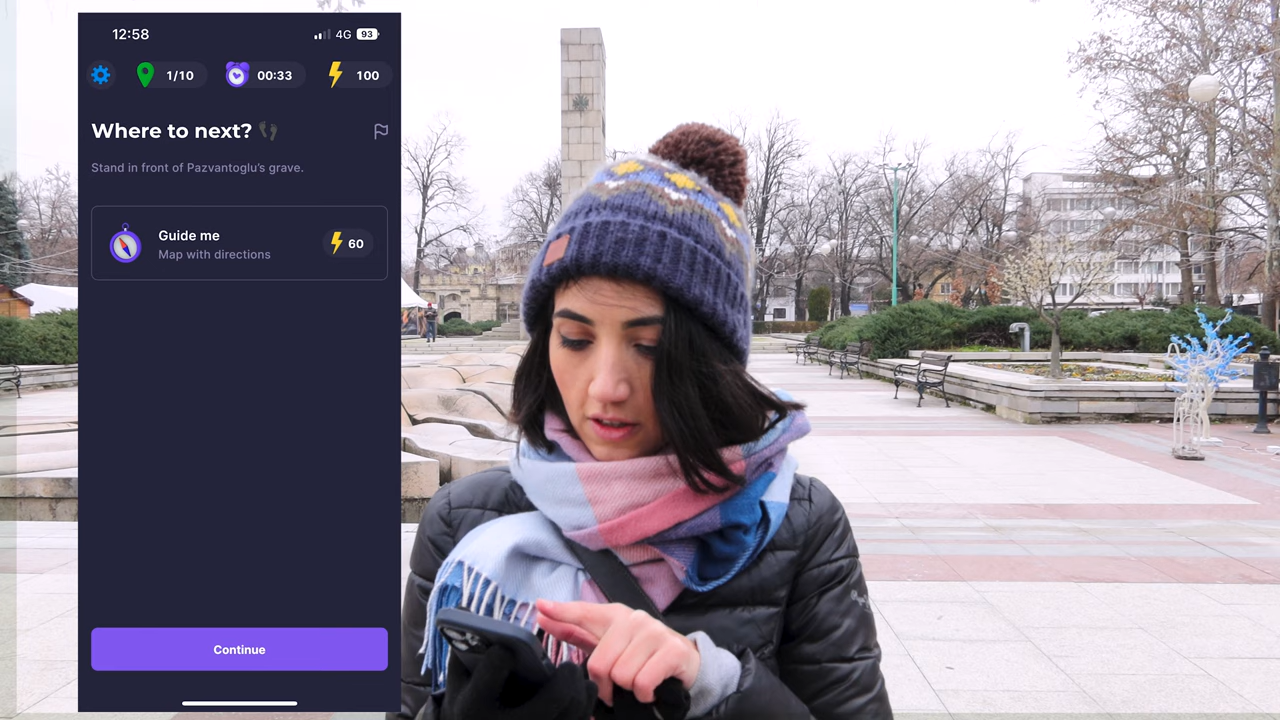 12:58
4G 93
1/10
00:33
100
Where to next? 👣
Stand in front of Pazvantoglu's grave.
Guide me
Map with directions
60
Continue